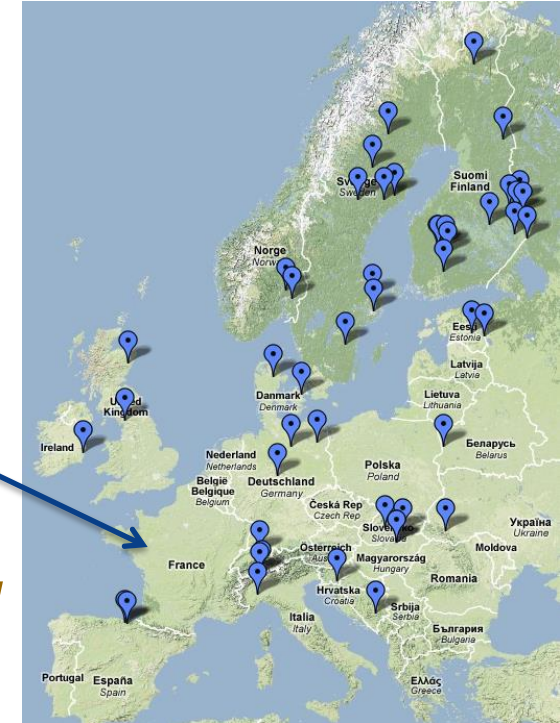 Suomi
Finland
Sverige
Sweden
Norge
Norway
Eesti
Estonia
Latvija
Latvia
Danmark
Denmark
Lietuva
Lithuania
United
Kingdom
Ireland
Беларусь
Belarus
Nederland
Netherlands
Polska
Poland
België
Belgique
Belgium
Deutschland
Germany
Česká Rep
Czech Rep
Україна
Ukraine
Slovensko
Slovakia
Österreich
Austria
Magyarország
Hungary
Moldova
France
Romania
Hrvatska
Croatia
Srbija
Serbia
Italia
Italy
България
Bulgaria
Portugal
España
Spain
Ελλάς
Greece